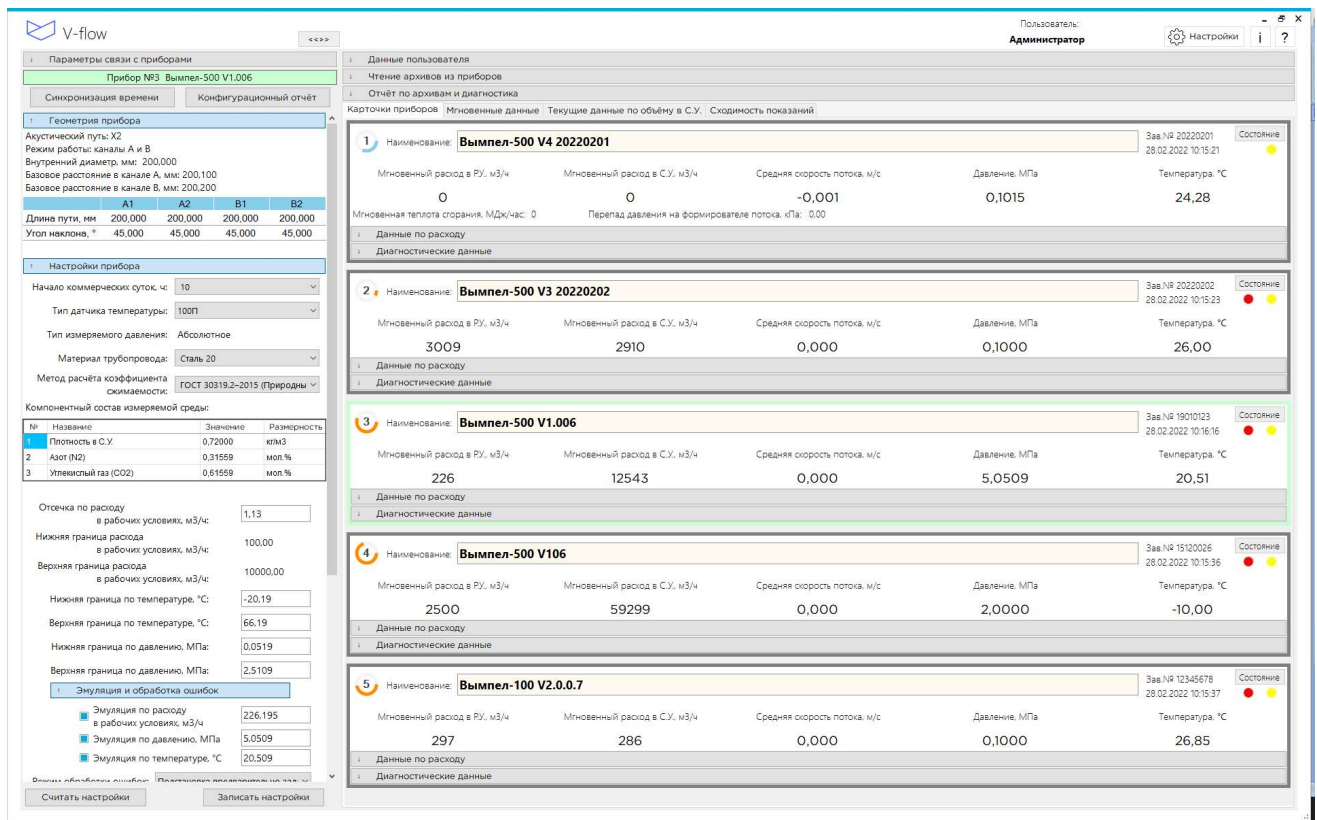 V-flow
<<>>
Пользователь:
Администратор
Настройки
i
?
Параметры связи с приборами
Прибор №3 Вымпел-500 V1.006
Синхронизация времени
Конфигурационный отчёт
Геометрия прибора
Акустический путь: X2
Режим работы: каналы А и В
Внутренний диаметр, мм: 200,000
Базовое расстояние в канале А, мм: 200,100
Базовое расстояние в канале В, мм: 200,200
A1 A2 B1 B2
Длина пути, мм 200,000 200,000 200,000 200,000
Угол наклона, ° 45,000 45,000 45,000 45,000
Настройки прибора
Начало коммерческих суток, ч: 10
Тип датчика температуры: 100П
Тип измеряемого давления: Абсолютное
Материал трубопровода: Сталь 20
Метод расчёта коэффициента
сжимаемости: ГОСТ 30319.2–2015 (Природны
Компонентный состав измеряемой среды:
№ Название Значение Размерность
1 Плотность в С.У. 0,72000 кг/м3
2 Азот (N2) 0,31559 мол.%
3 Углекислый газ (CO2) 0,61559 мол.%
Отсечка по расходу
в рабочих условиях, м3/ч: 1,13
Нижняя граница расхода
в рабочих условиях, м3/ч: 100,00
Верхняя граница расхода
в рабочих условиях, м3/ч: 10000,00
Нижняя граница по температуре, °C: -20,19
Верхняя граница по температуре, °C: 66,19
Нижняя граница по давлению, МПа: 0,0519
Верхняя граница по давлению, МПа: 2,5109
Эмуляция и обработка ошибок
Эмуляция по расходу
в рабочих условиях, м3/ч 226,195
Эмуляция по давлению, МПа 5,0509
Эмуляция по температуре, °C 20,509
Режим обработки ошибок: Подстановка предварительно зад
Считать настройки
Записать настройки
Данные пользователя
Чтение архивов из приборов
Отчёт по архивам и диагностика
Карточки приборов Мгновенные данные Текущие данные по объёму в С.У. Сходимость показаний
1 Наименование: Вымпел-500 V4 20220201 Зав.№ 20220201 Состояние
28.02.2022 10:15:21
Мгновенный расход в Р.У., м3/ч Мгновенный расход в С.У., м3/ч Средняя скорость потока, м/с Давление, МПа Температура, °C
0 0 -0,001 0,1015 24,28
Мгновенная теплота сгорания, МДж/час: 0 Перепад давления на формирователе потока, кПа: 0,00
Данные по расходу
Диагностические данные
2 Наименование: Вымпел-500 V3 20220202 Зав.№ 20220202 Состояние
28.02.2022 10:15:23
Мгновенный расход в Р.У., м3/ч Мгновенный расход в С.У., м3/ч Средняя скорость потока, м/с Давление, МПа Температура, °C
3009 2910 0,000 0,1000 26,00
Данные по расходу
Диагностические данные
3 Наименование: Вымпел-500 V1.006 Зав.№ 19010123 Состояние
28.02.2022 10:16:16
Мгновенный расход в Р.У., м3/ч Мгновенный расход в С.У., м3/ч Средняя скорость потока, м/с Давление, МПа Температура, °C
226 12543 0,000 5,0509 20,51
Данные по расходу
Диагностические данные
4 Наименование: Вымпел-500 V106 Зав.№ 15120026 Состояние
28.02.2022 10:15:36
Мгновенный расход в Р.У., м3/ч Мгновенный расход в С.У., м3/ч Средняя скорость потока, м/с Давление, МПа Температура, °C
2500 59299 0,000 2,0000 -10,00
Данные по расходу
Диагностические данные
5 Наименование: Вымпел-100 V2.0.0.7 Зав.№ 12345678 Состояние
28.02.2022 10:15:37
Мгновенный расход в Р.У., м3/ч Мгновенный расход в С.У., м3/ч Средняя скорость потока, м/с Давление, МПа Температура, °C
297 286 0,000 0,1000 26,85
Данные по расходу
Диагностические данные